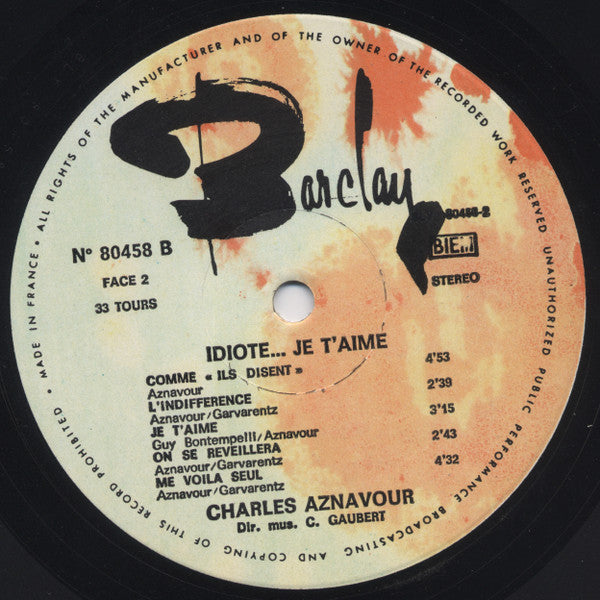 • MADE IN FRANCE • ALL RIGHTS OF THE MANUFACTURER AND OF THE OWNER OF THE RECORDED WORK RESERVED UNAUTHORIZED PUBLIC PERFORMANCE BROADCASTING AND COPYING OF THIS RECORD PROHIBITED
Barclay
80458-2
N° 80458 B
BIEM
FACE 2
STEREO
33 TOURS
IDIOTE... JE T'AIME
COMME « ILS DISENT » 4'53
Aznavour
L'INDIFFERENCE 2'39
Aznavour/Garvarentz
JE T'AIME 3'15
Guy Bontempelli/Aznavour
ON SE REVEILLERA 2'43
Aznavour/Garvarentz
ME VOILA SEUL 4'32
Aznavour/Garvarentz
CHARLES AZNAVOUR
Dir. mus. C. GAUBERT